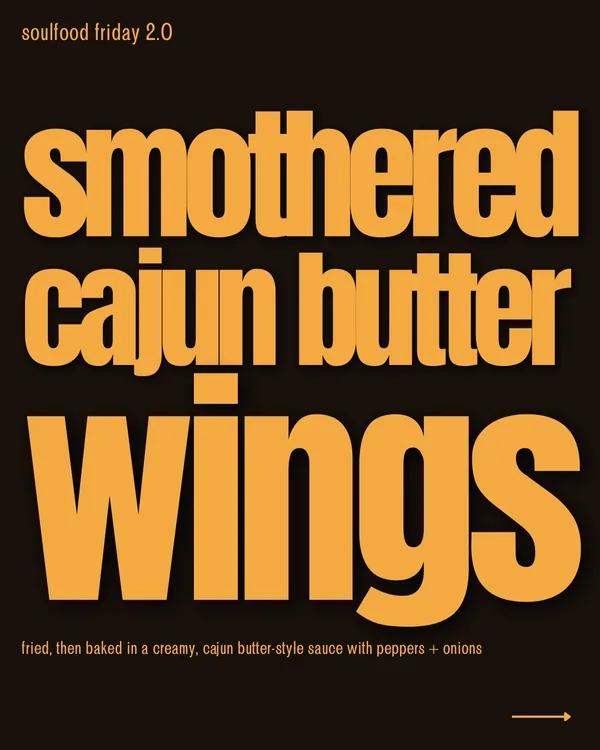 soulfood friday 2.0
smothered
cajun butter
wings
fried, then baked in a creamy, cajun butter-style sauce with peppers + onions